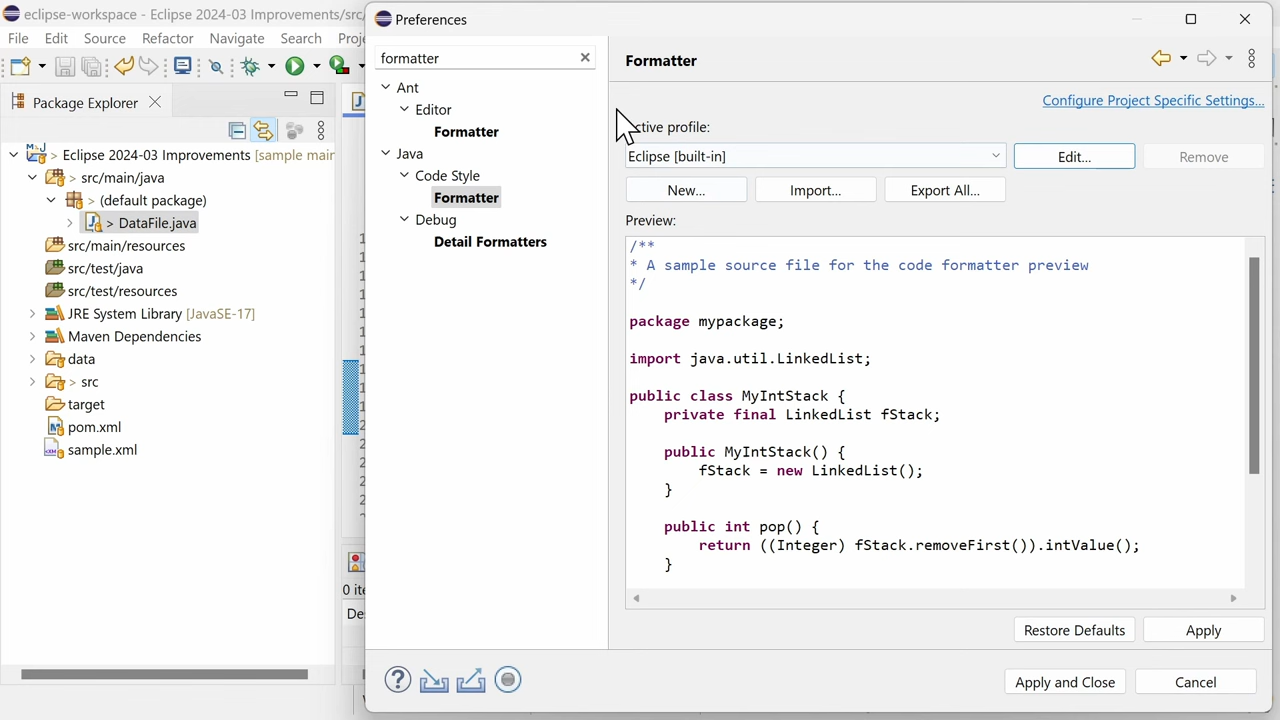 eclipse-workspace - Eclipse 2024-03 Improvements/src/
File Edit Source Refactor Navigate Search Proje
Package Explorer
> Eclipse 2024-03 Improvements [sample main
> src/main/java
> (default package)
> DataFile.java
src/main/resources
src/test/java
src/test/resources
JRE System Library [JavaSE-17]
Maven Dependencies
data
> src
target
pom.xml
sample.xml
0 ite
De
Preferences
formatter
Ant
Editor
Formatter
Java
Code Style
Formatter
Debug
Detail Formatters
Formatter
Configure Project Specific Settings...
ctive profile:
Eclipse [built-in]
Edit...
Remove
New...
Import...
Export All...
Preview:
/**
* A sample source file for the code formatter preview
*/
package mypackage;
import java.util.LinkedList;
public class MyIntStack {
private final LinkedList fStack;
public MyIntStack() {
fStack = new LinkedList();
}
public int pop() {
return ((Integer) fStack.removeFirst()).intValue();
}
Restore Defaults
Apply
Apply and Close
Cancel